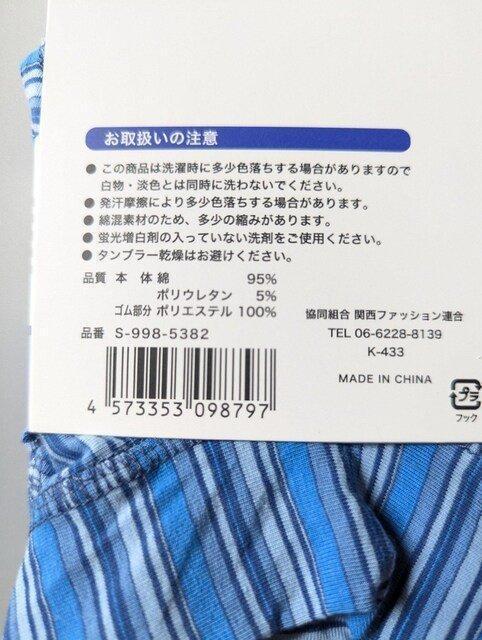 お取扱いの注意
● この商品は洗濯時に多少色落ちする場合がありますので
白物・淡色とは同時に洗わないでください。
● 発汗摩擦により多少色落ちする場合があります。
● 綿混素材のため、多少の縮みがあります。
● 蛍光増白剤の入っていない洗剤をご使用ください。
● タンブラー乾燥はお避けください。
品質 本 体 綿 95%
ポリウレタン 5%
ゴム部分 ポリエステル 100%
品番 S-998-5382
4 573353 098797
協同組合 関西ファッション連合
TEL 06-6228-8139
K-433
MADE IN CHINA
プラ
フック